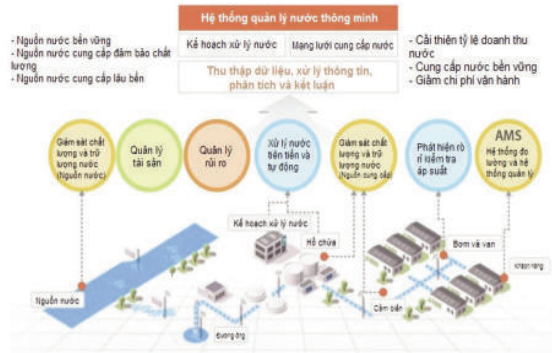 Hệ thống quản lý nước thông minh
Kế hoạch xử lý nước
Mạng lưới cung cấp nước
Thu thập dữ liệu, xử lý thông tin,
phân tích và kết luận
- Nguồn nước bền vững
- Nguồn nước cung cấp đảm bảo chất
lượng
- Nguồn nước cung cấp lâu bền
- Cải thiện tỷ lệ doanh thu
nước
- Cung cấp nước bền vững
- Giảm chi phí vận hành
Giám sát chất
lượng và trữ
lượng nước
(Nguồn nước)
Quản lý
tài sản
Quản lý
rủi ro
Xử lý nước
tiên tiến và
tự động
Giám sát chất
lượng và trữ
lượng nước
(Nguồn cung cấp)
Phát hiện rò
rỉ kiểm tra
áp suất
AMS
Hệ thống đo
lường và hệ
thống quản lý
Kế hoạch xử lý nước
Hồ chứa
Bơm và van
Khách hàng
Nguồn nước
Cảm biến
Đường ống